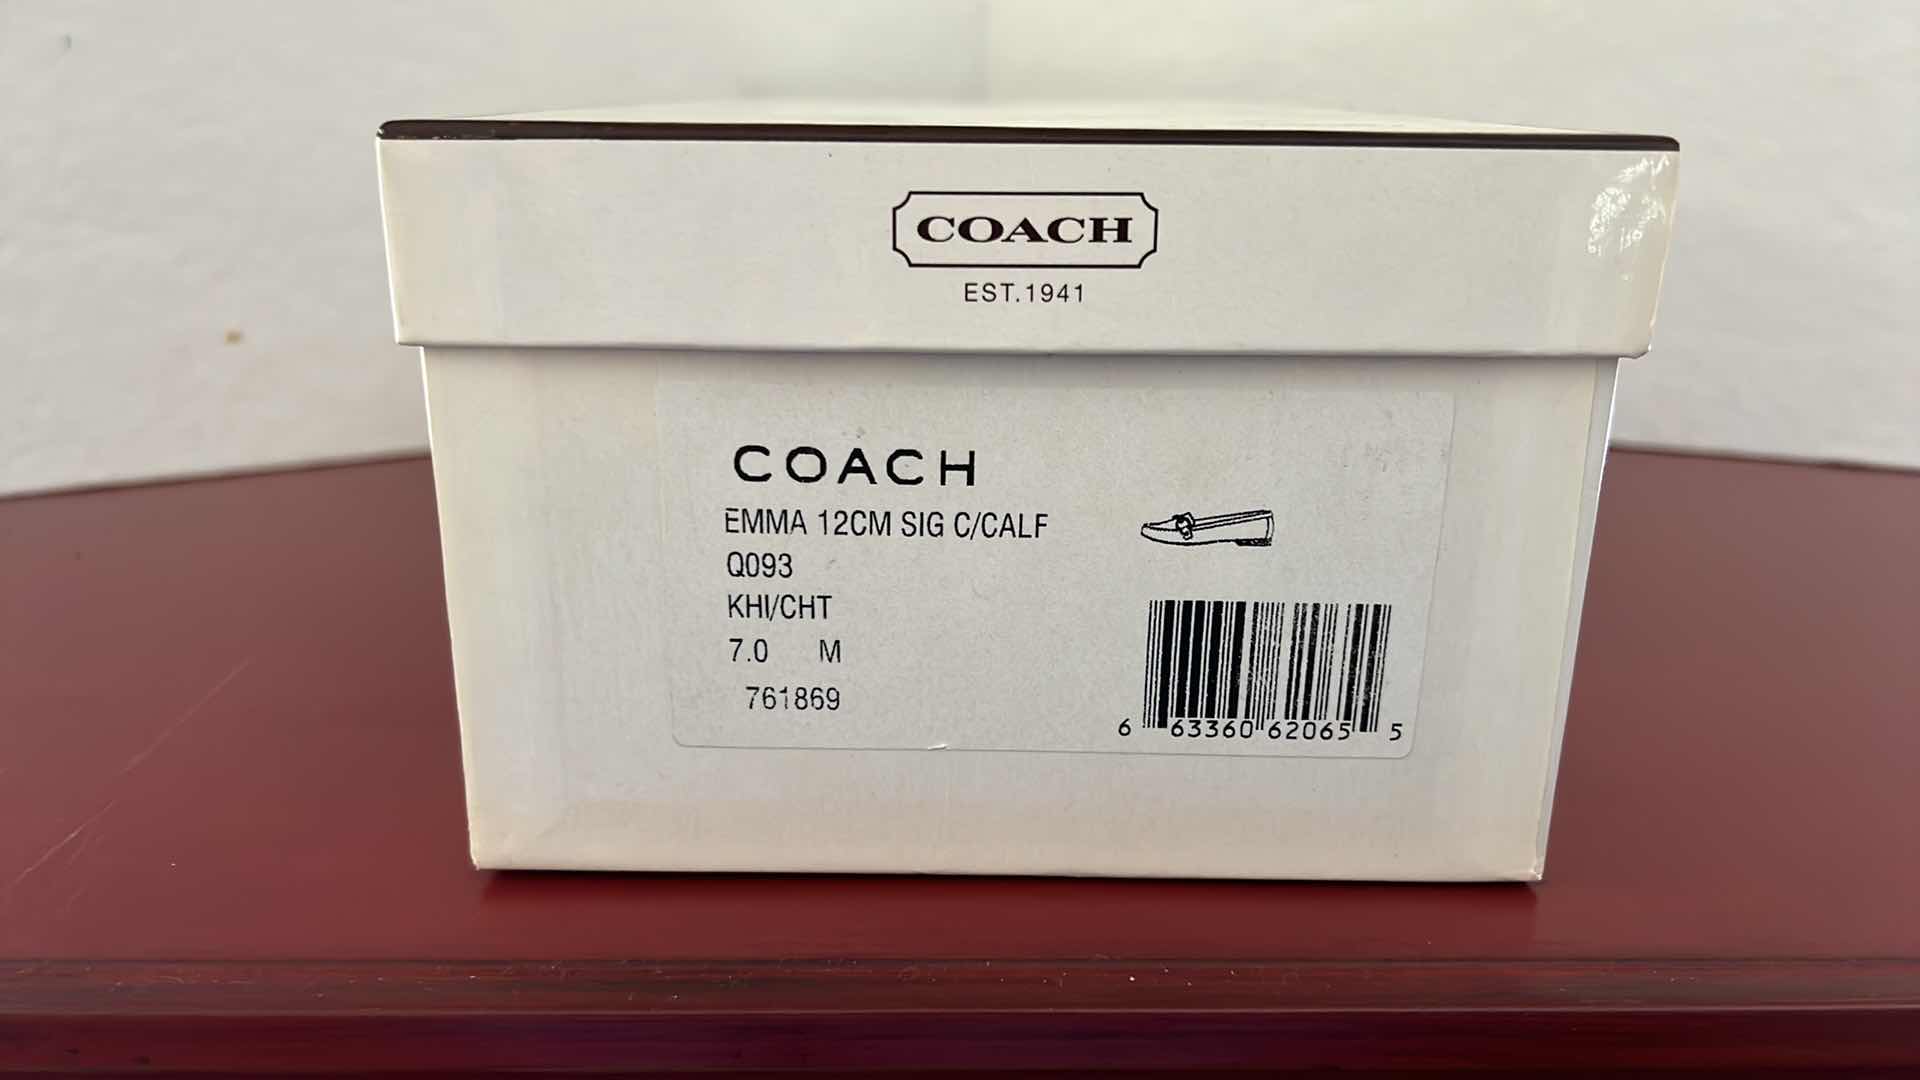 COACH
EST.1941
COACH
EMMA 12CM SIG C/CALF
Q093
KHI/CHT
7.0 M
761869
6 63360 62065 5